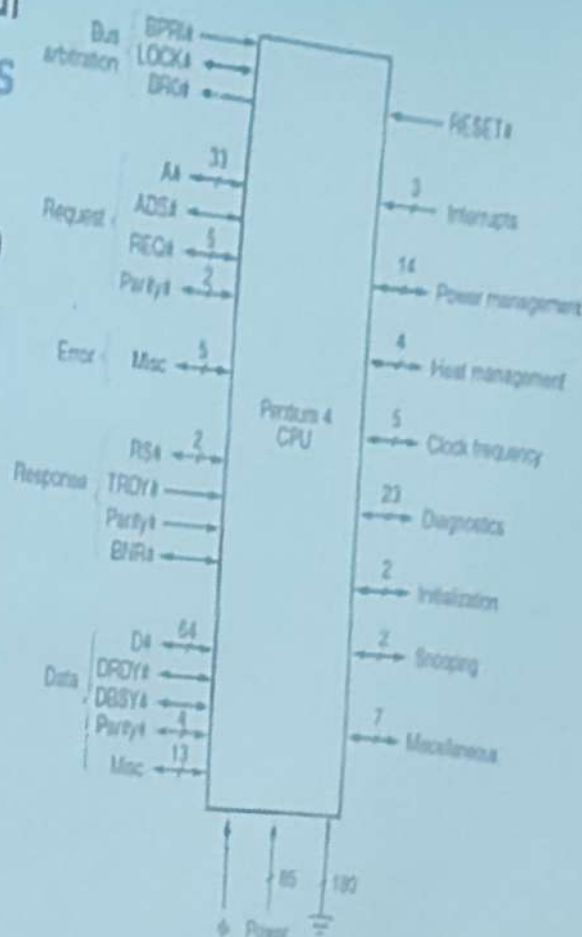 Bus
arbitration
BPRI#
LOCK#
BR0#
Request
A#
33
ADS#
REQ#
5
Parity#
2
Error
Misc
5
Response
RS#
2
TRDY#
Parity#
BNR#
Data
D#
64
DRDY#
DBSY#
Parity#
4
Misc
13
Pentium 4
CPU
RESET#
3
Interrupts
14
Power management
4
Heat management
5
Clock frequency
23
Diagnostics
2
Initialization
2
Snooping
7
Miscellaneous
85
180
Φ
Power